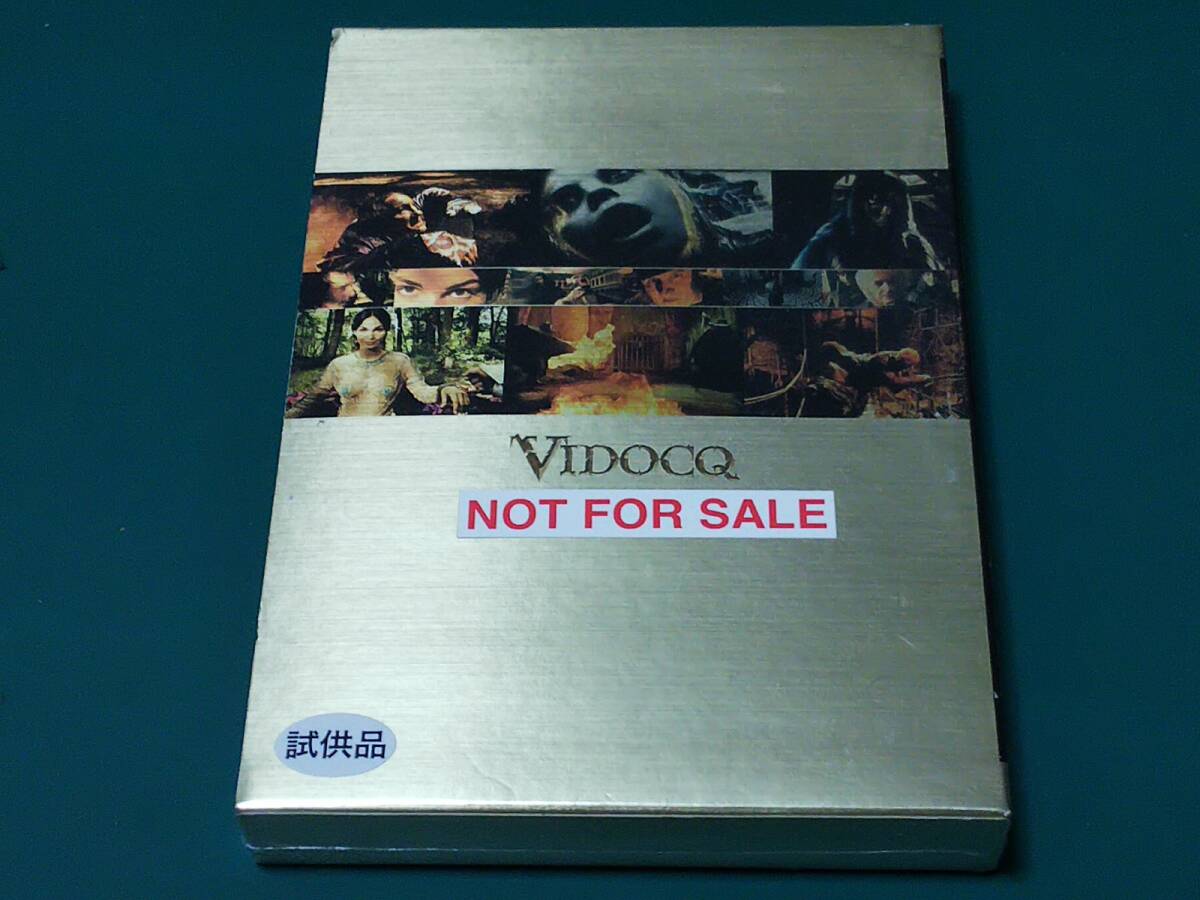 VIDOCQ
NOT FOR SALE
試供品